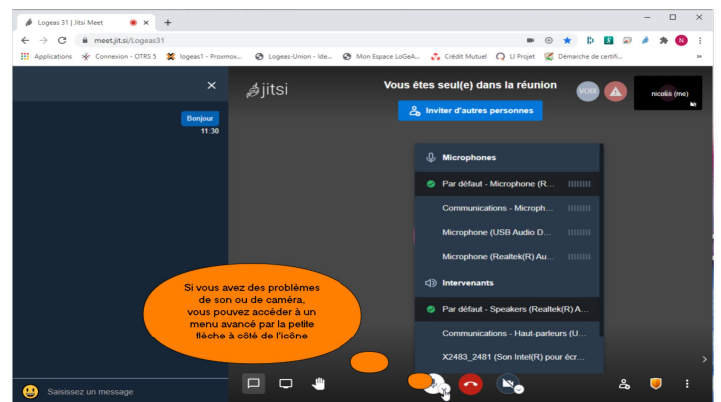 Logeas 31 | Jitsi Meet
meet.jit.si/Logeas31
Applications
Connexion - OTRS 5
logeas1 - Proxmox...
Logeas-Union - Ide...
Mon Espace LoGeA...
Crédit Mutuel
LI Projet
Démarche de certifi...
jitsi
Vous êtes seul(e) dans la réunion
VOIX
nicolas (me)
Inviter d'autres personnes
Bonjour
11:30
Microphones
Par défaut - Microphone (R...
Communications - Microph...
Microphone (USB Audio D...
Microphone (Realtek(R) Au...
Intervenants
Par défaut - Speakers (Realtek(R) A...
Communications - Haut-parleurs (U...
X2483_2481 (Son Intel(R) pour écr...
Si vous avez des problèmes
de son ou de caméra,
vous pouvez accéder à un
menu avancé par la petite
flèche à côté de l'icône
Saisissez un message